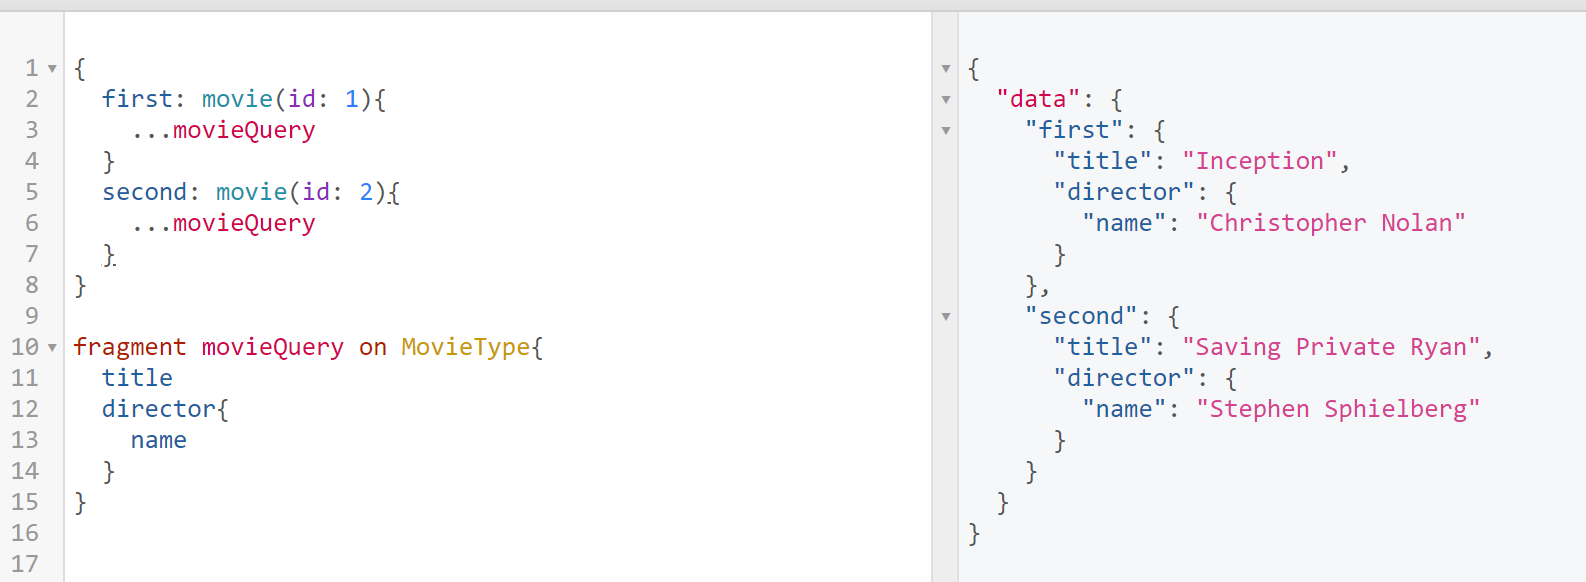 1 {
2 first: movie(id: 1){
3 ...movieQuery
4 }
5 second: movie(id: 2){
6 ...movieQuery
7 }
8 }
9
10 fragment movieQuery on MovieType{
11 title
12 director{
13 name
14 }
15 }
16
17
{
"data": {
"first": {
"title": "Inception",
"director": {
"name": "Christopher Nolan"
}
},
"second": {
"title": "Saving Private Ryan",
"director": {
"name": "Stephen Sphielberg"
}
}
}
}